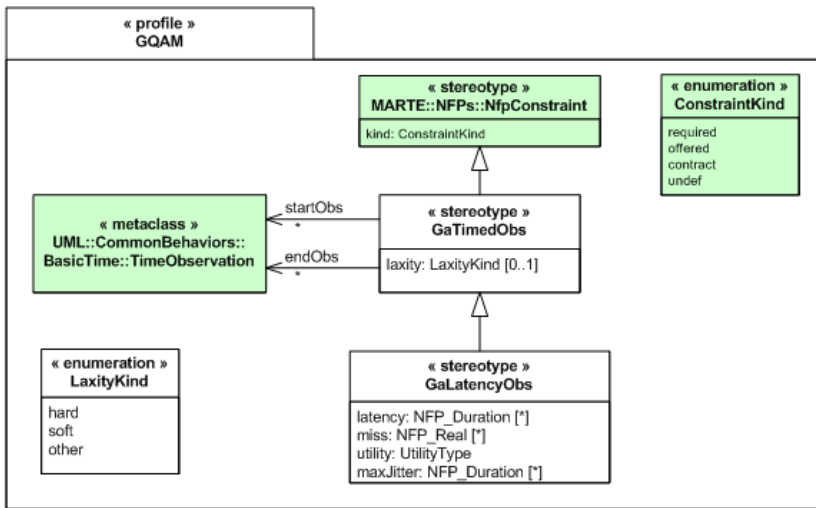 « profile »
GQAM
« stereotype »
MARTE::NFPs::NfpConstraint
kind: ConstraintKind
« enumeration »
ConstraintKind
required
offered
contract
undef
« metaclass »
UML::CommonBehaviors::
BasicTime::TimeObservation
startObs
*
endObs
*
« stereotype »
GaTimedObs
laxity: LaxityKind [0..1]
« enumeration »
LaxityKind
hard
soft
other
« stereotype »
GaLatencyObs
latency: NFP_Duration [*]
miss: NFP_Real [*]
utility: UtilityType
maxJitter: NFP_Duration [*]